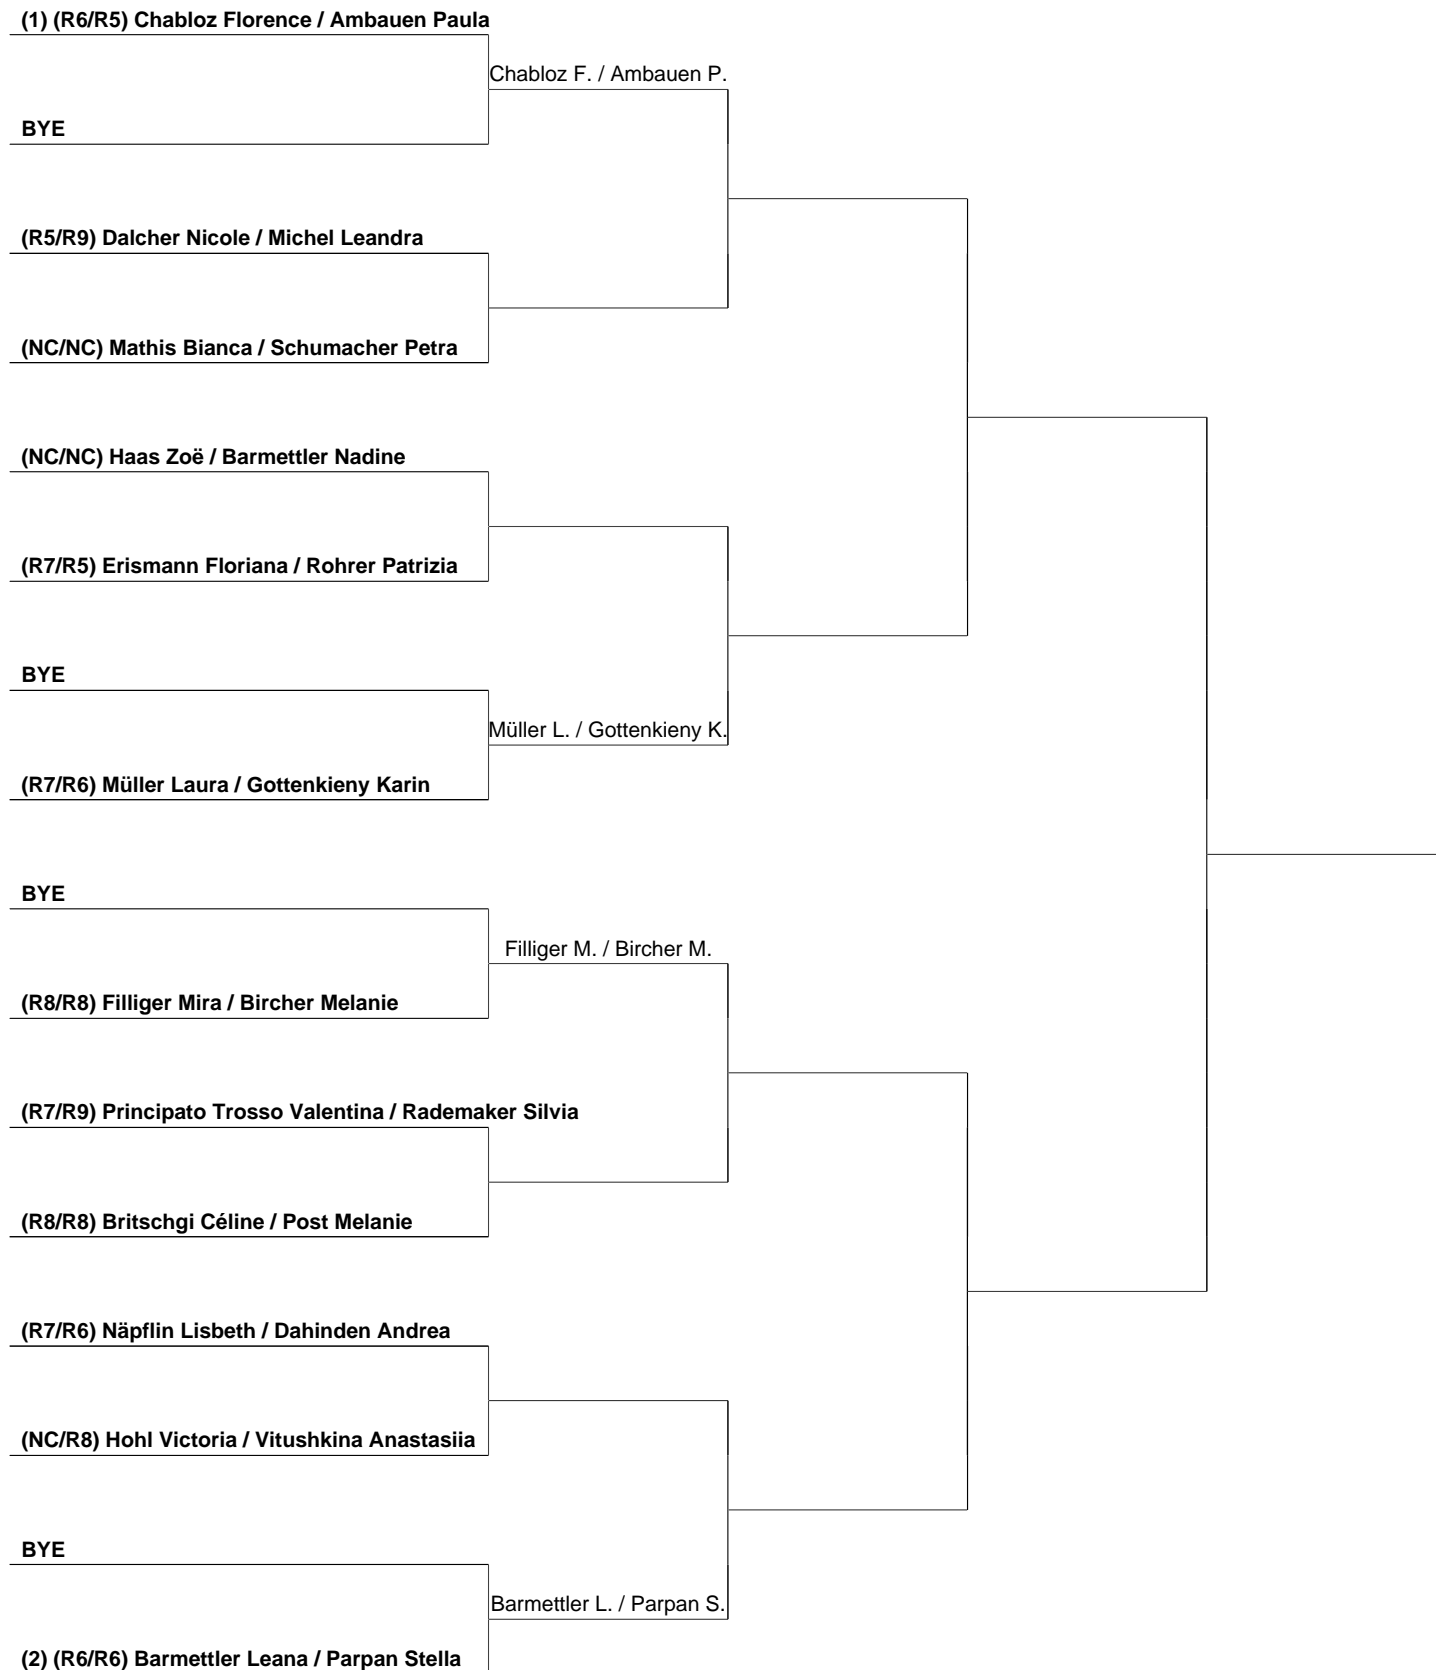 (1) (R6/R5) Chabloz Florence / Ambauen Paula
Chabloz F. / Ambauen P.
BYE
(R5/R9) Dalcher Nicole / Michel Leandra
(NC/NC) Mathis Bianca / Schumacher Petra
(NC/NC) Haas Zoë / Barmettler Nadine
(R7/R5) Erismann Floriana / Rohrer Patrizia
BYE
Müller L. / Gottenkieny K.
(R7/R6) Müller Laura / Gottenkieny Karin
BYE
Filliger M. / Bircher M.
(R8/R8) Filliger Mira / Bircher Melanie
(R7/R9) Principato Trosso Valentina / Rademaker Silvia
(R8/R8) Britschgi Céline / Post Melanie
(R7/R6) Näpflin Lisbeth / Dahinden Andrea
(NC/R8) Hohl Victoria / Vitushkina Anastasiia
BYE
Barmettler L. / Parpan S.
(2) (R6/R6) Barmettler Leana / Parpan Stella